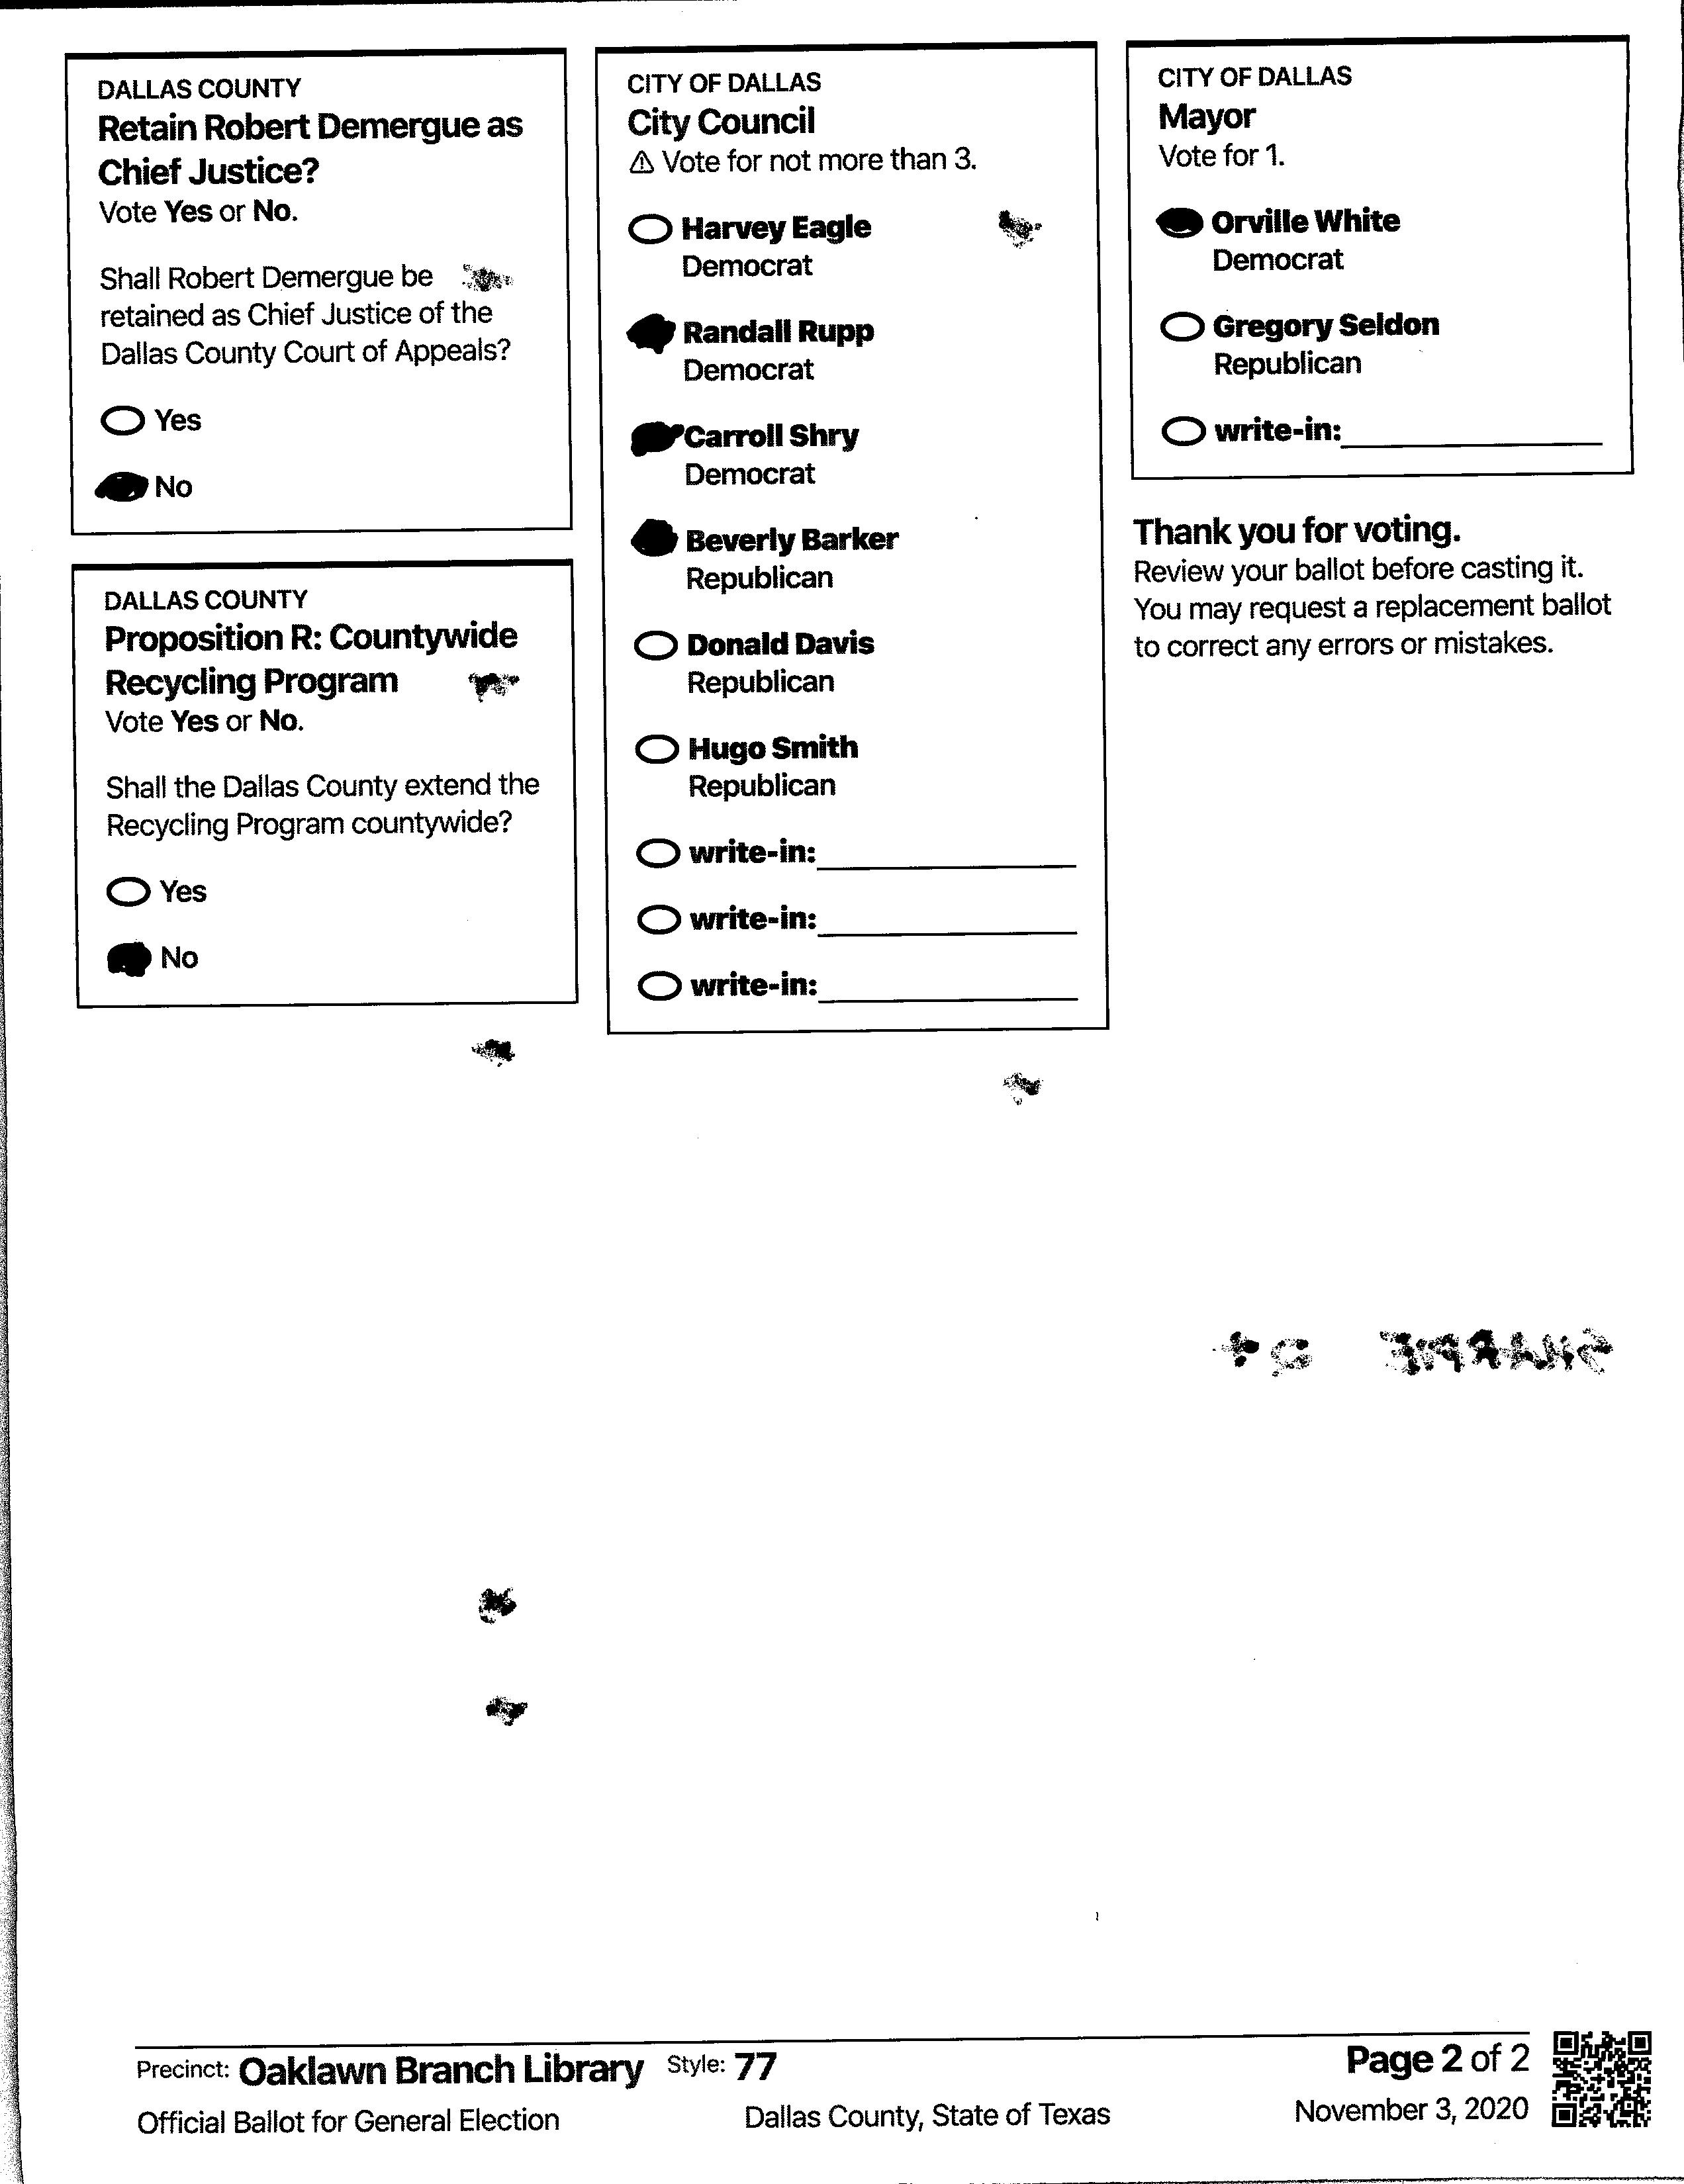 DALLAS COUNTY
Retain Robert Demergue as
Chief Justice?
Vote Yes or No.
Shall Robert Demergue be
retained as Chief Justice of the
Dallas County Court of Appeals?
Yes
No
DALLAS COUNTY
Proposition R: Countywide
Recycling Program
Vote Yes or No.
Shall the Dallas County extend the
Recycling Program countywide?
Yes
No
CITY OF DALLAS
City Council
⚠ Vote for not more than 3.
Harvey Eagle
Democrat
Randall Rupp
Democrat
Carroll Shry
Democrat
Beverly Barker
Republican
Donald Davis
Republican
Hugo Smith
Republican
write-in:
write-in:
write-in:
CITY OF DALLAS
Mayor
Vote for 1.
Orville White
Democrat
Gregory Seldon
Republican
write-in:
Thank you for voting.
Review your ballot before casting it.
You may request a replacement ballot
to correct any errors or mistakes.
Precinct: Oaklawn Branch Library Style: 77
Page 2 of 2
Official Ballot for General Election
Dallas County, State of Texas
November 3, 2020